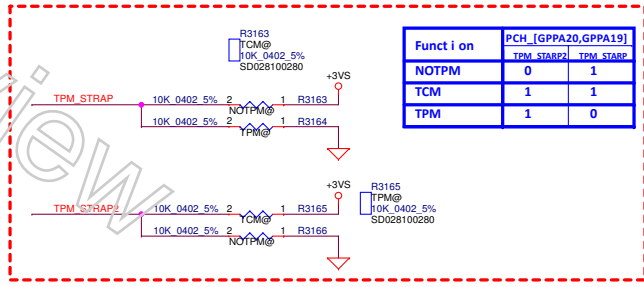 R3163
TCM@
10K_0402_5%
SD028100280
Funct i on
PCH_[GPPA20,GPPA19]
TPM_STARP2 TPM_STARP
NOTPM 0 1
TCM 1 1
TPM 1 0
+3VS
TPM_STRAP 10K_0402_5% 2 1 R3163
NOTPM@
10K_0402_5% 2 1 R3164
TPM@
+3VS
R3165
TPM@
10K_0402_5%
SD028100280
TPM_STRAP2 10K_0402_5% 2 1 R3165
TCM@
10K_0402_5% 2 1 R3166
NOTPM@
view